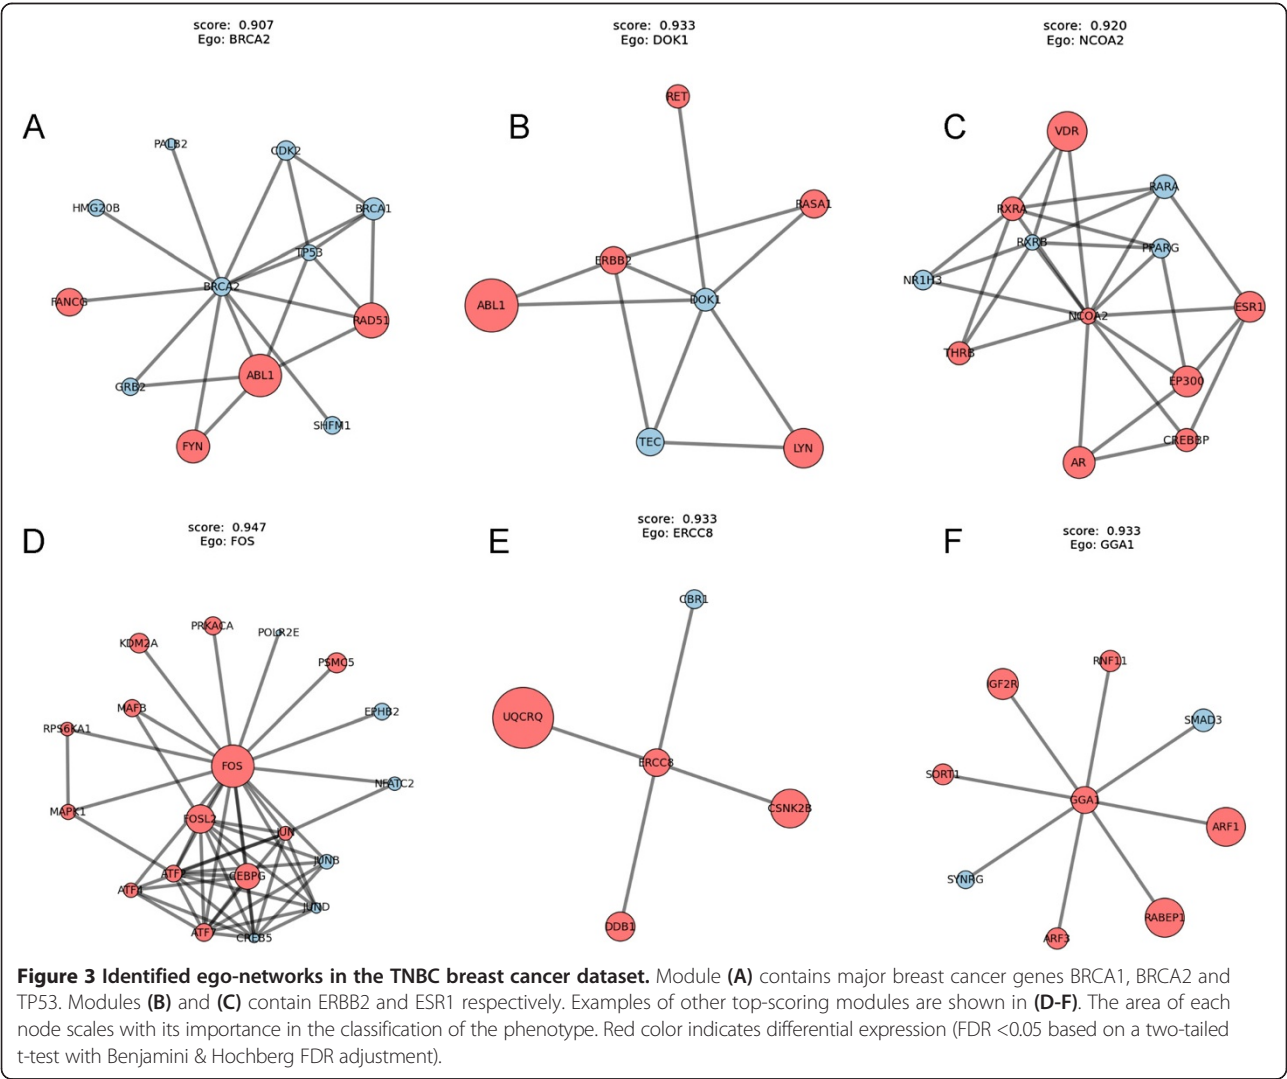 score: 0.907
Ego: BRCA2
score: 0.933
Ego: DOK1
score: 0.920
Ego: NCOA2
A
PALB2
CDK2
HMG20B
BRCA1
TP53
BRCA2
FANCG
RAD51
ABL1
GRB2
SHFM1
FYN
B
RET
RASA1
ERBB2
ABL1
DOK1
TEC
LYN
C
VDR
RARA
RXRA
RXRB
PPARG
NR1H3
NCOA2
ESR1
THRB
EP300
CREBBP
AR
score: 0.947
Ego: FOS
score: 0.933
Ego: ERCC8
score: 0.933
Ego: GGA1
D
PRKACA
POLR2E
KDM2A
PSMC5
MAFB
EPHB2
RPS6KA1
FOS
NFATC2
MAPK1
FOSL2
JUN
JUNB
ATF2
CEBPG
ATF4
JUND
ATF7
CREB5
E
CBR1
UQCRQ
ERCC8
CSNK2B
DDB1
F
RNF11
IGF2R
SMAD3
SORT1
GGA1
ARF1
SYNRG
RABEP1
ARF3
Figure 3 Identified ego-networks in the TNBC breast cancer dataset. Module (A) contains major breast cancer genes BRCA1, BRCA2 and
TP53. Modules (B) and (C) contain ERBB2 and ESR1 respectively. Examples of other top-scoring modules are shown in (D-F). The area of each
node scales with its importance in the classification of the phenotype. Red color indicates differential expression (FDR <0.05 based on a two-tailed
t-test with Benjamini & Hochberg FDR adjustment).